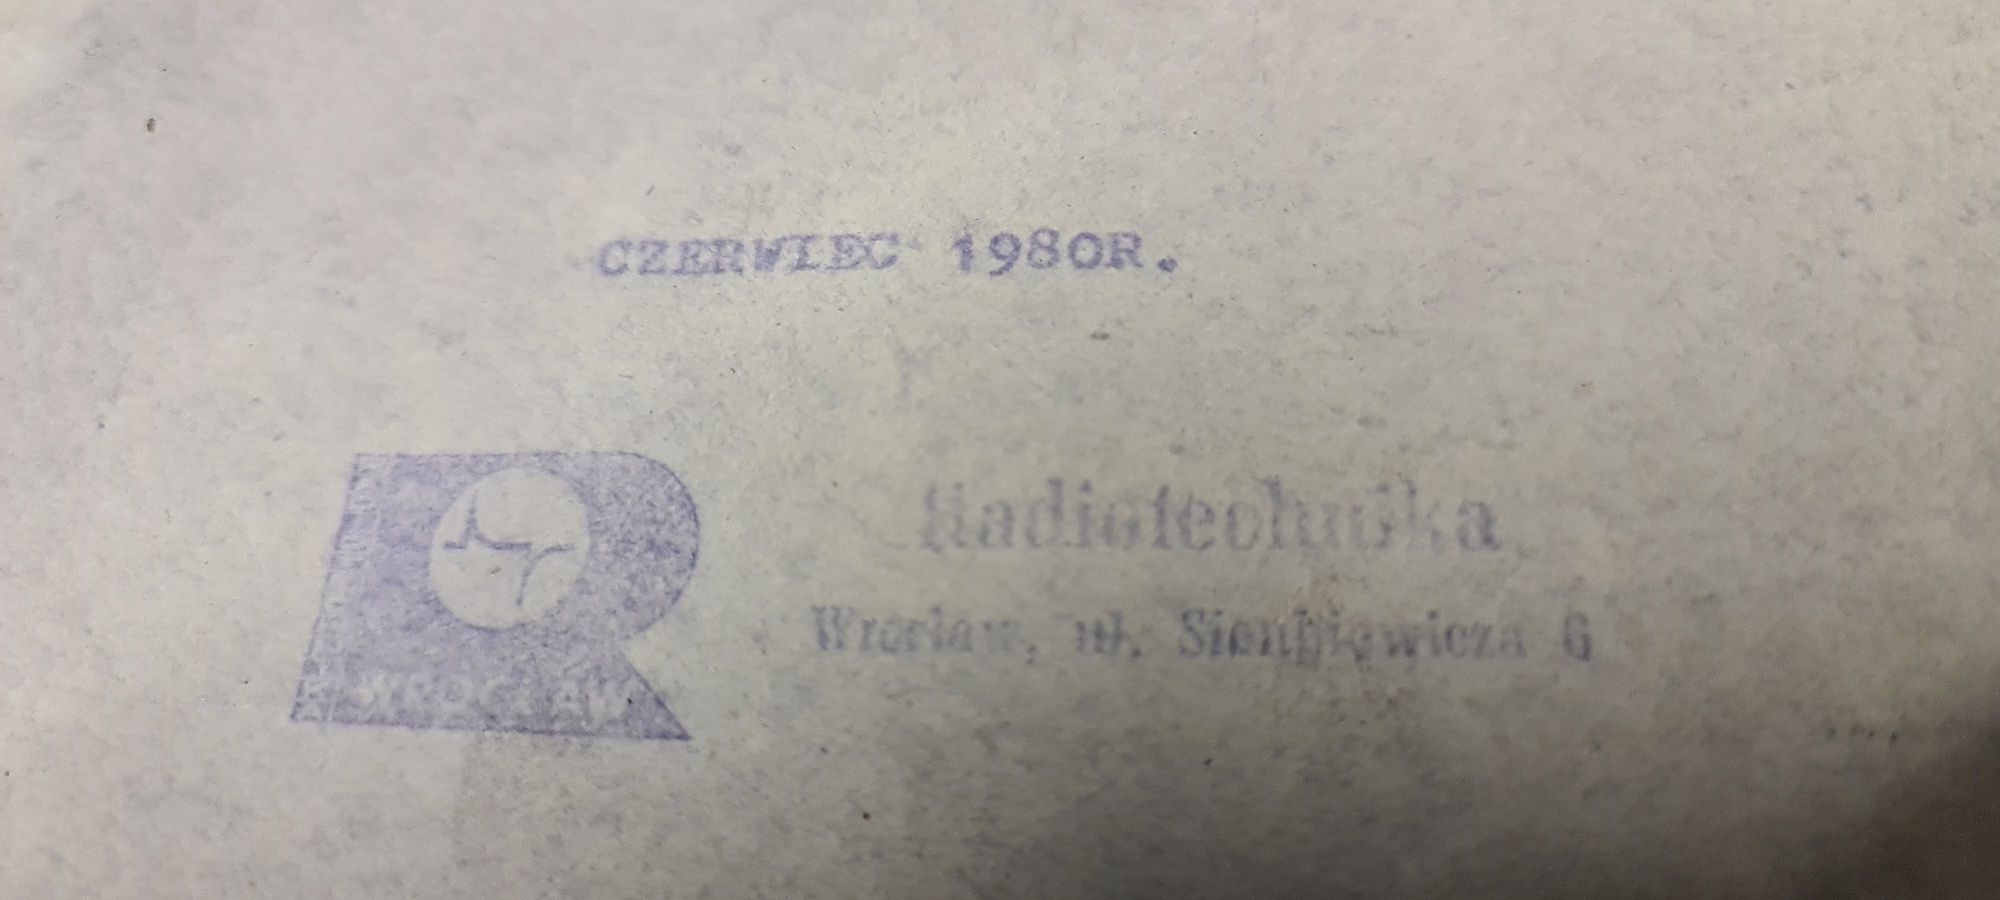 CZERWIEC 1980R.
Radiotechnika
Wrocław, ul. Sienkiewicza 6
WROCŁAW